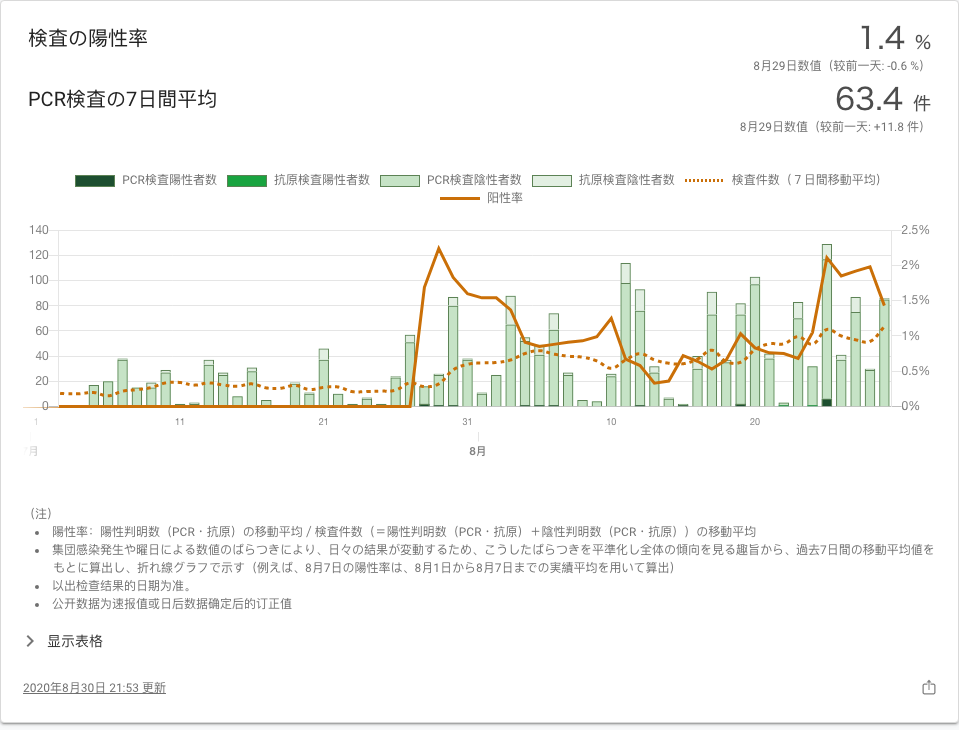 検査の陽性率
1.4 %
8月29日数值（较前一天: -0.6 %）
PCR検査の7日間平均
63.4 件
8月29日数值（较前一天: +11.8 件）
PCR検査陽性者数 抗原検査陽性者数 PCR検査陰性者数 抗原検査陰性者数 検査件数（７日間移動平均）
阳性率
140 2.5%
120 2%
100
80 1.5%
60 1%
40 0.5%
20
0 0%
1 11 21 31 10 20
月 8月
（注）
陽性率：陽性判明数（PCR・抗原）の移動平均 / 検査件数（＝陽性判明数（PCR・抗原）＋陰性判明数（PCR・抗原））の移動平均
集団感染発生や曜日による数値のばらつきにより、日々の結果が変動するため、こうしたばらつきを平準化し全体の傾向を見る趣旨から、過去7日間の移動平均値を
もとに算出し、折れ線グラフで示す（例えば、8月7日の陽性率は、8月1日から8月7日までの実績平均を用いて算出）
以出检查结果的日期为准。
公开数据为速报值或日后数据确定后的订正值
显示表格
2020年8月30日 21:53 更新